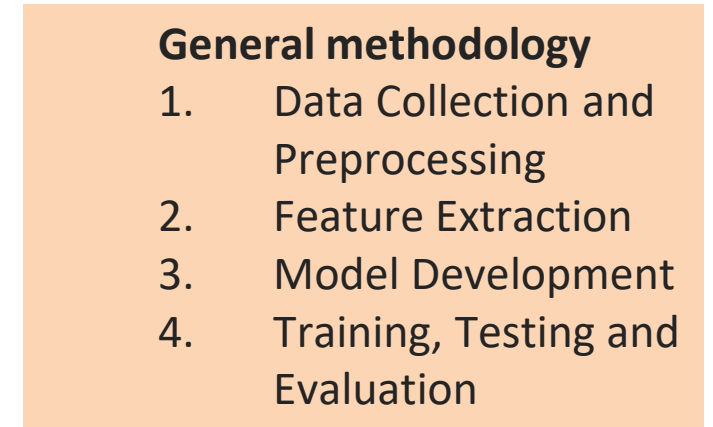 General methodology
1. Data Collection and
Preprocessing
2. Feature Extraction
3. Model Development
4. Training, Testing and
Evaluation